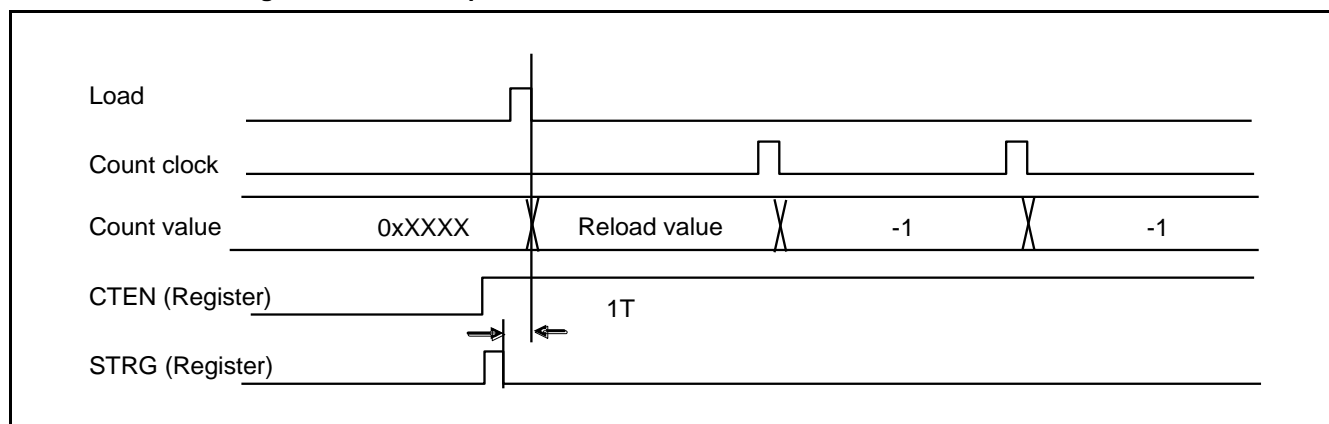 Load
Count clock
Count value 0xXXXX Reload value -1 -1
CTEN (Register)
1T
STRG (Register)